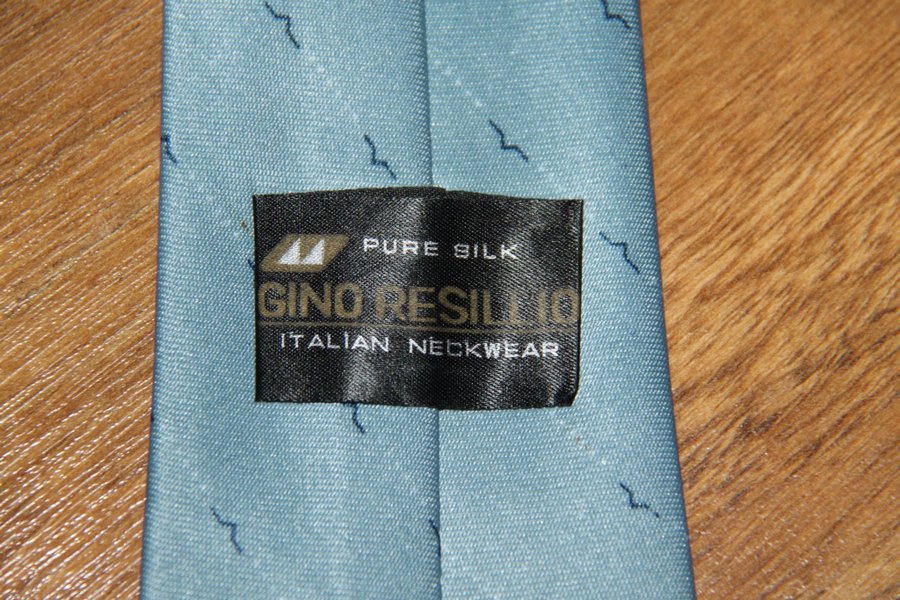 PURE SILK
GINO RESILLIO
ITALIAN NECKWEAR